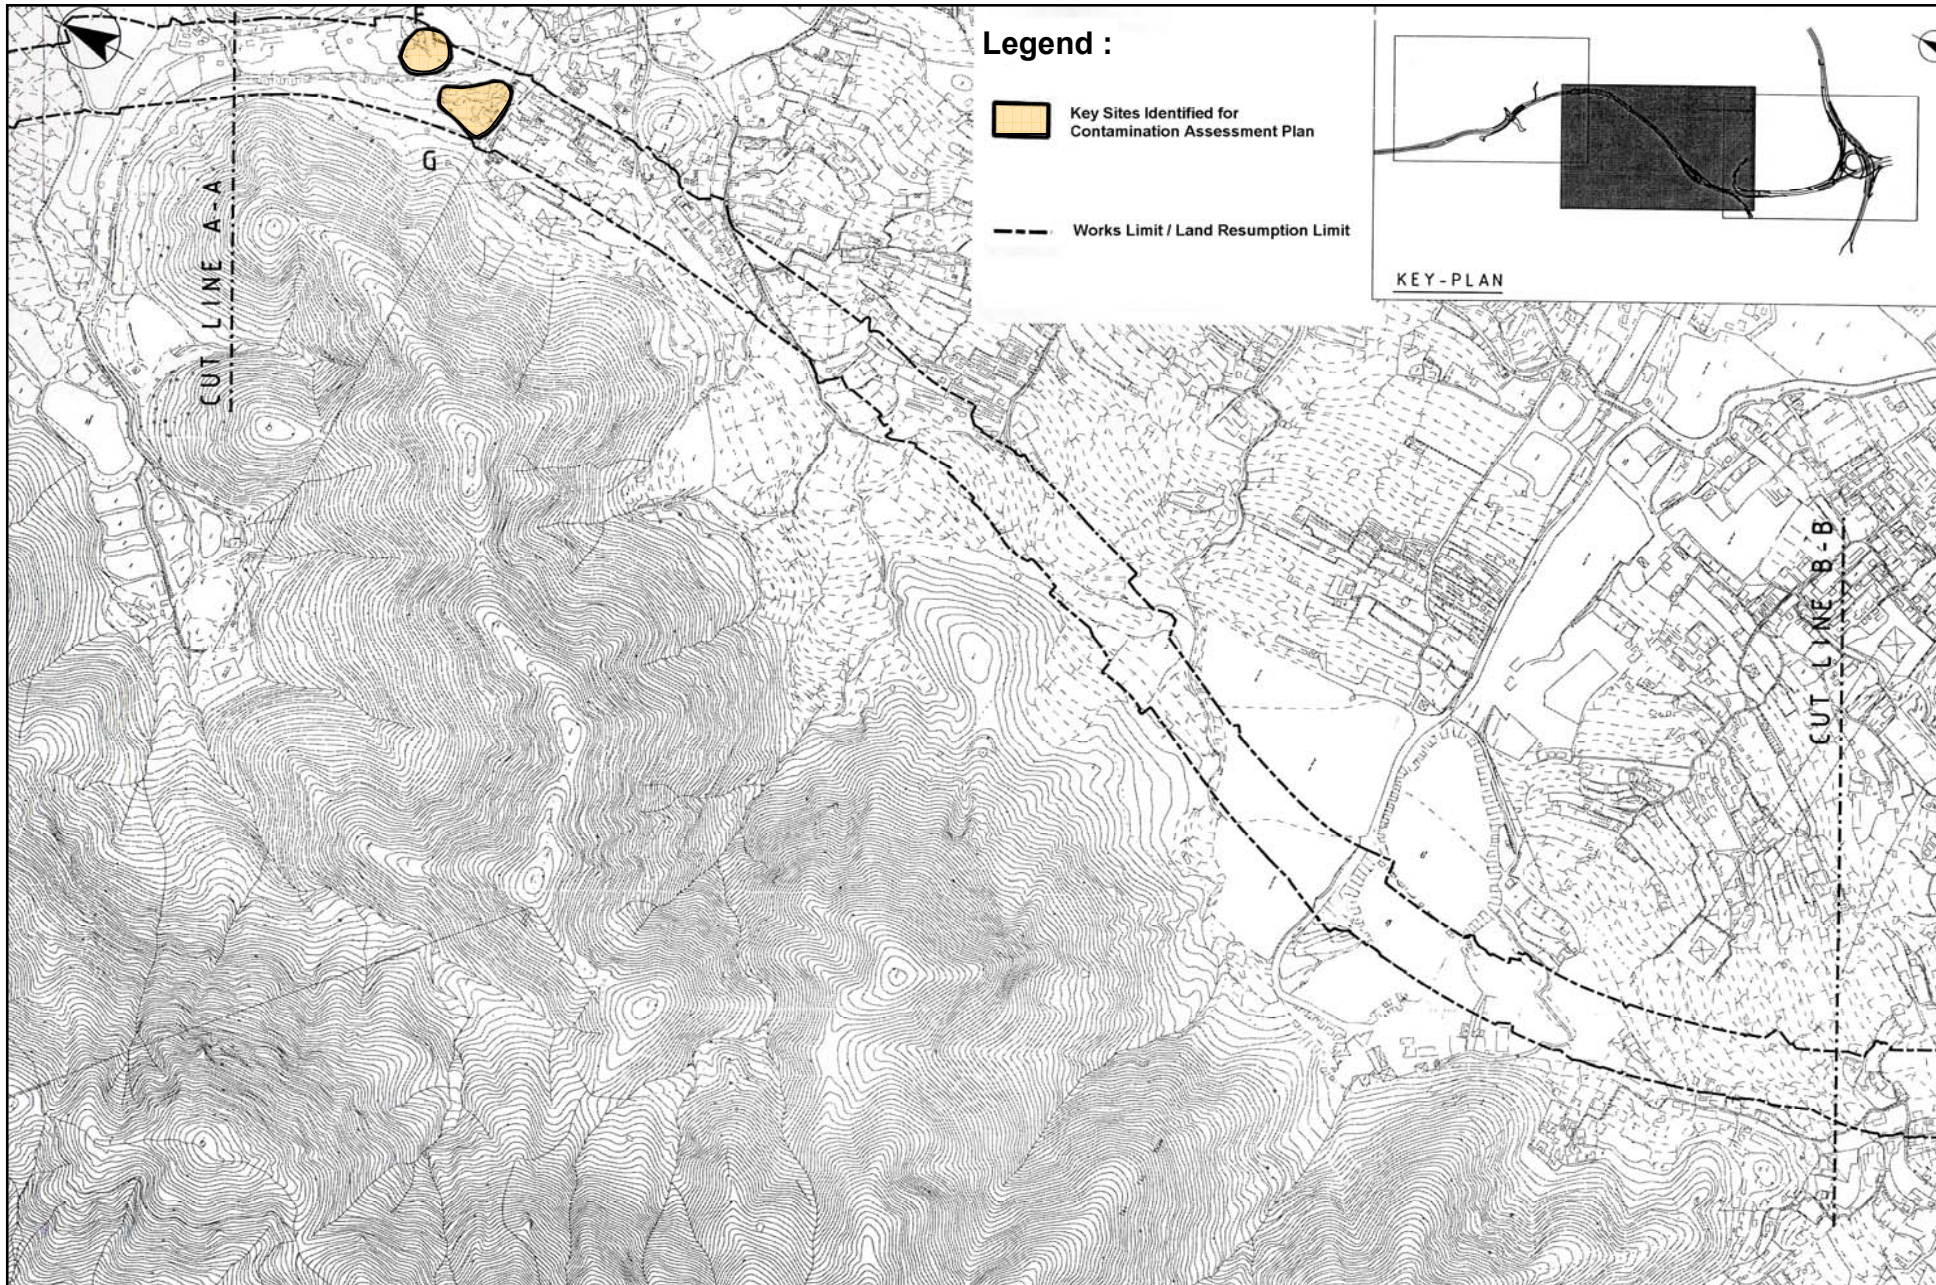 Legend :
Key Sites Identified for
Contamination Assessment Plan
Works Limit / Land Resumption Limit
KEY-PLAN
G
CUT LINE A-A
CUT LINE B-B